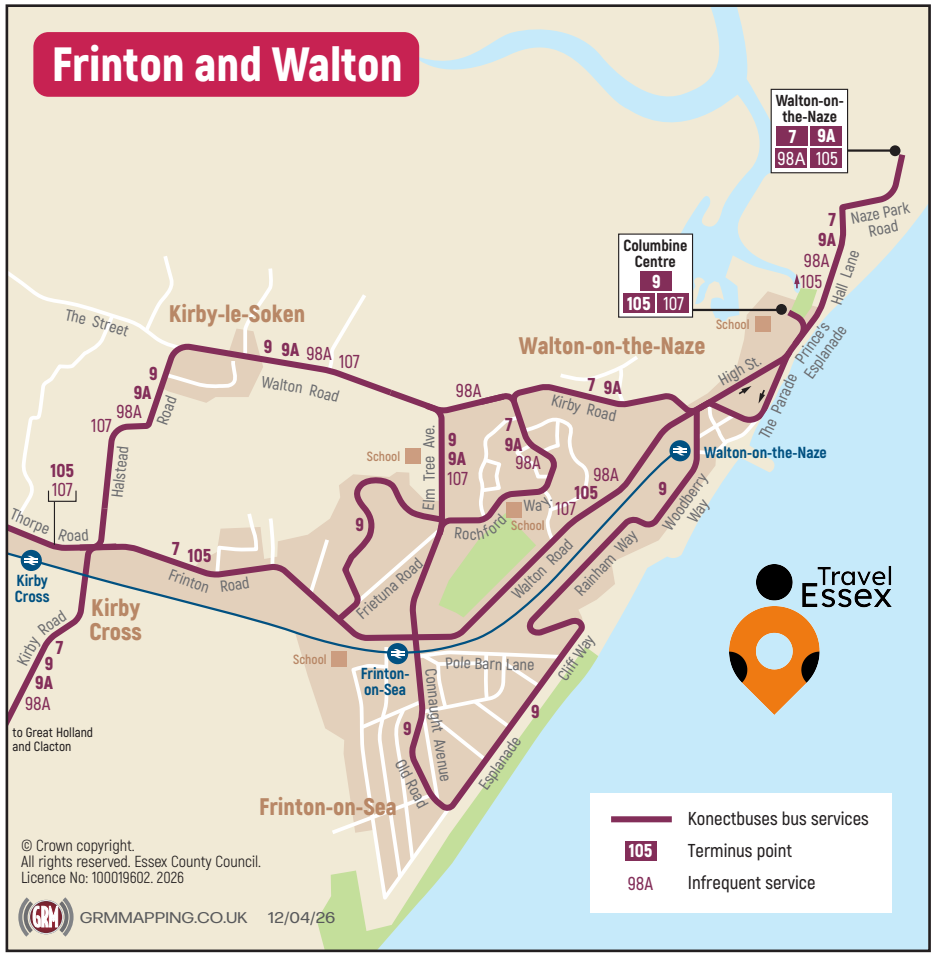 Frinton and Walton
Walton-on-
the-Naze
7 9A
98A 105
Naze Park
Road
7
9A
98A
105
Hall Lane
Columbine
Centre
9
105 107
School
Prince's
Esplanade
The Street
Kirby-le-Soken
Walton-on-the-Naze
High St.
The Parade
9 9A 98A 107
Walton Road
98A
7 9A
Kirby Road
9
9A
98A
107
Halstead
Road
7
9A
98A
9
9A
107
Elm Tree Ave.
School
Walton-on-the-Naze
98A
105
107
9
Woodberry
Way
105
107
Thorpe Road
Rochford Way
School
9
7 105
Frinton Road
Frietuna Road
Walton Road
Rainham Way
Kirby
Cross
Kirby
Cross
Kirby Road
7
9
9A
98A
to Great Holland
and Clacton
School
Frinton-
on-Sea
Pole Barn Lane
Cliff Way
Connaught Avenue
9
Old Road
9
Esplanade
Frinton-on-Sea
Travel
Essex
Konectbuses bus services
105 Terminus point
98A Infrequent service
© Crown copyright.
All rights reserved. Essex County Council.
Licence No: 100019602. 2026
GRM GRMMAPPING.CO.UK 12/04/26